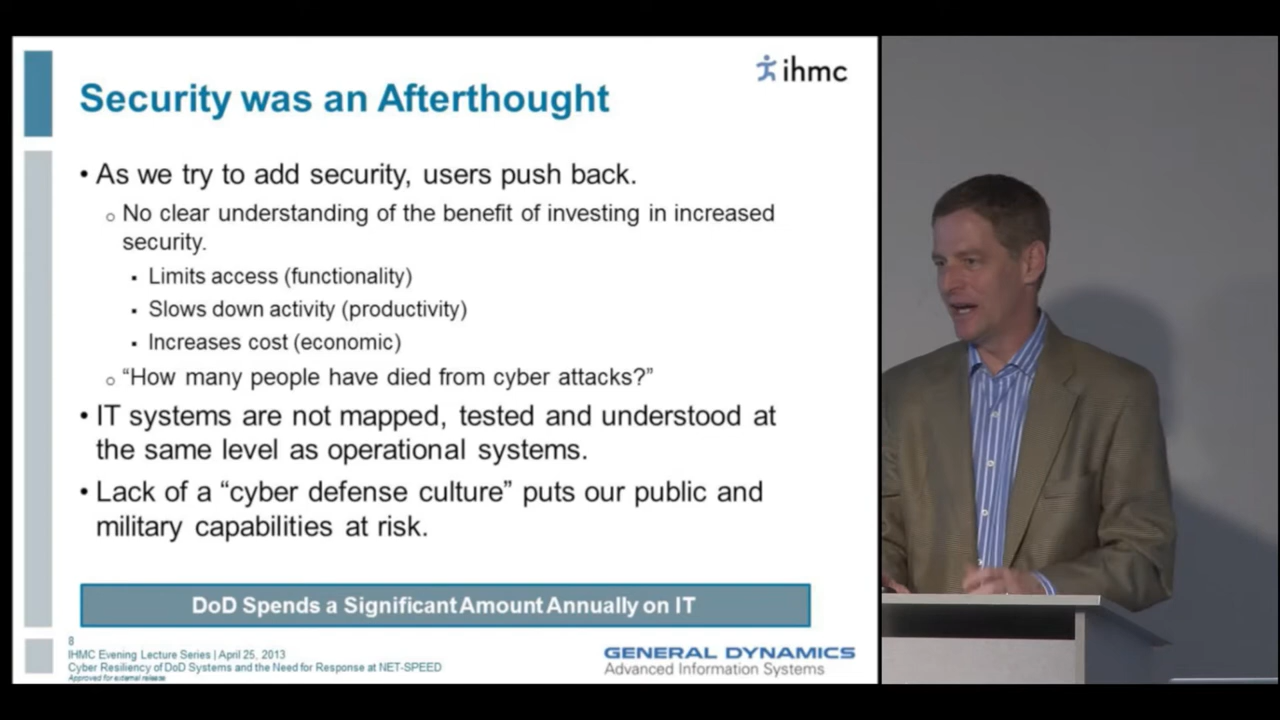 ihmc
Security was an Afterthought
• As we try to add security, users push back.
o No clear understanding of the benefit of investing in increased
security.
▪ Limits access (functionality)
▪ Slows down activity (productivity)
▪ Increases cost (economic)
o “How many people have died from cyber attacks?”
• IT systems are not mapped, tested and understood at
the same level as operational systems.
• Lack of a “cyber defense culture” puts our public and
military capabilities at risk.
DoD Spends a Significant Amount Annually on IT
8
IHMC Evening Lecture Series | April 25, 2013
Cyber Resiliency of DoD Systems and the Need for Response at NET-SPEED
Approved for external release
GENERAL DYNAMICS
Advanced Information Systems